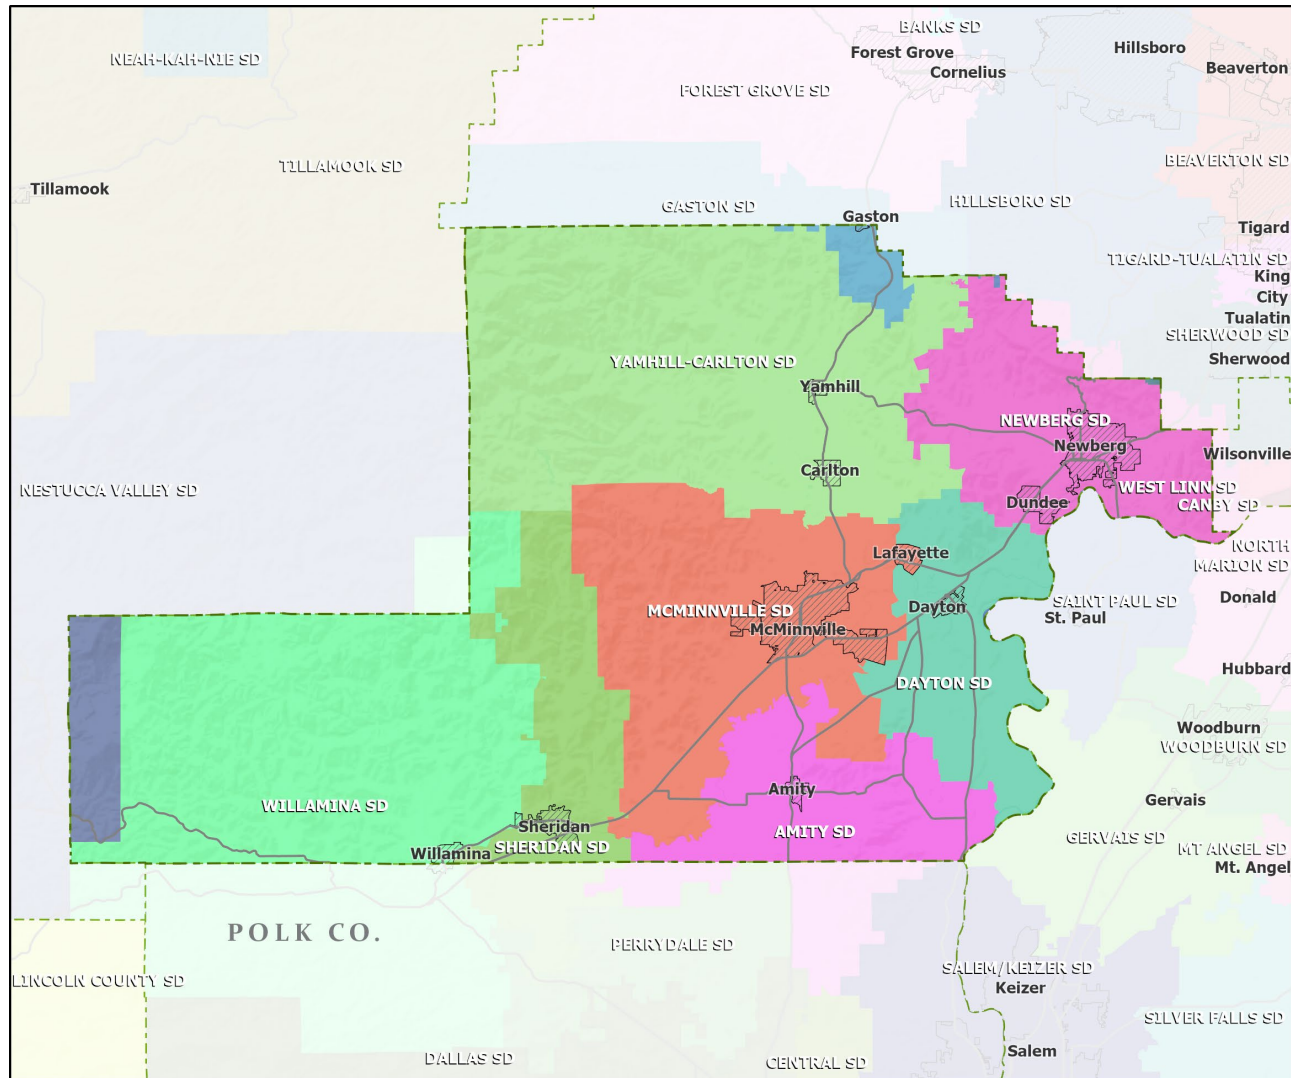 BANKS SD
Forest Grove
Hillsboro
NEAH-KAH-NIE SD
Cornelius
Beaverton
FOREST GROVE SD
BEAVERTON SD
TILLAMOOK SD
Tillamook
HILLSBORO SD
GASTON SD
Gaston
Tigard
TIGARD-TUALATIN SD
King
City
Tualatin
SHERWOOD SD
Sherwood
YAMHILL-CARLTON SD
Yamhill
NEWBERG SD
Newberg
Wilsonville
Carlton
NESTUCCA VALLEY SD
WEST LINN SD
Dundee
CANBY SD
NORTH
MARION SD
Lafayette
Donald
SAINT PAUL SD
St. Paul
Dayton
MCMINNVILLE SD
McMinnville
Hubbard
DAYTON SD
Woodburn
WOODBURN SD
Amity
Gervais
WILLAMINA SD
Sheridan
AMITY SD
GERVAIS SD
SHERIDAN SD
Willamina
MT ANGEL SD
Mt. Angel
POLK CO.
PERRYDALE SD
SALEM/KEIZER SD
Keizer
LINCOLN COUNTY SD
SILVER FALLS SD
Salem
DALLAS SD
CENTRAL SD